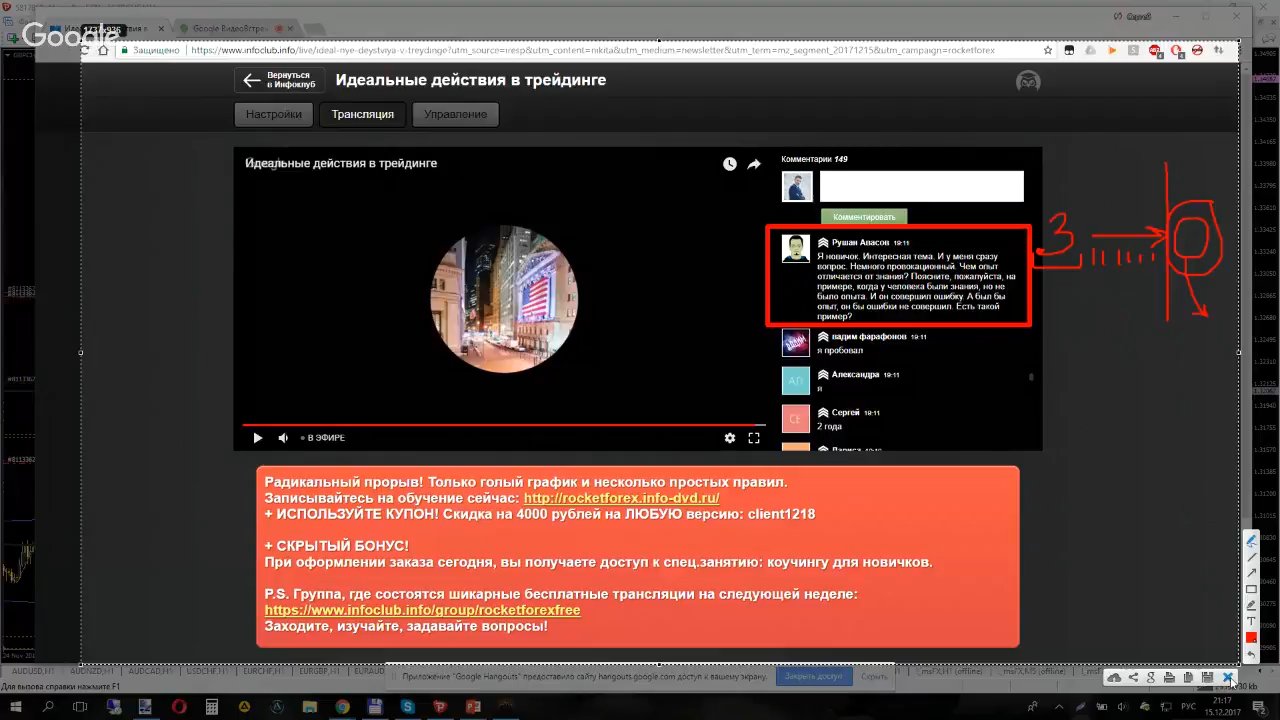 Google
1737*936
Сергей
Защищено
https://www.infoclub.info/live/ideal-nye-deystviya-v-treydinge?utm_source=resp&utm_content=nikita&utm_medium=newsletter&utm_term=mz_segment_20171215&utm_campaign=rocketforex
Вернуться
в Инфоклуб
Идеальные действия в трейдинге
Настройки
Трансляция
Управление
Идеальные действия в трейдинге
Комментарии 149
Комментировать
Рушан Авасов 19:11
Я новичок. Интересная тема. И у меня сразу
вопрос. Немного провокационный. Чем опыт
отличается от знания? Поясните, пожалуйста, на
примере, когда у человека были знания, но не
было опыта. И он совершил ошибку. А был бы
опыт, он бы ошибки не совершил. Есть такой
пример?
3
вадим фарафонов 19:11
я пробовал
АЛ
Александра 19:11
я
СЕ
Сергей 19:11
2 года
В ЭФИРЕ
Радикальный прорыв! Только голый график и несколько простых правил.
Записывайтесь на обучение сейчас: http://rocketforex.info-dvd.ru/
+ ИСПОЛЬЗУЙТЕ КУПОН! Скидка на 4000 рублей на ЛЮБУЮ версию: client1218
+ СКРЫТЫЙ БОНУС!
При оформлении заказа сегодня, вы получаете доступ к спец.занятию: коучингу для новичков.
P.S. Группа, где состоятся шикарные бесплатные трансляции на следующей неделе:
https://www.infoclub.info/group/rocketforexfree
Заходите, изучайте, задавайте вопросы!
Приложение "Google Hangouts" предоставило сайту hangouts.google.com доступ к вашему экрану.
Закрыть доступ
Скрыть
Для вызова справки нажмите F1
РУС
21:17
15.12.2017